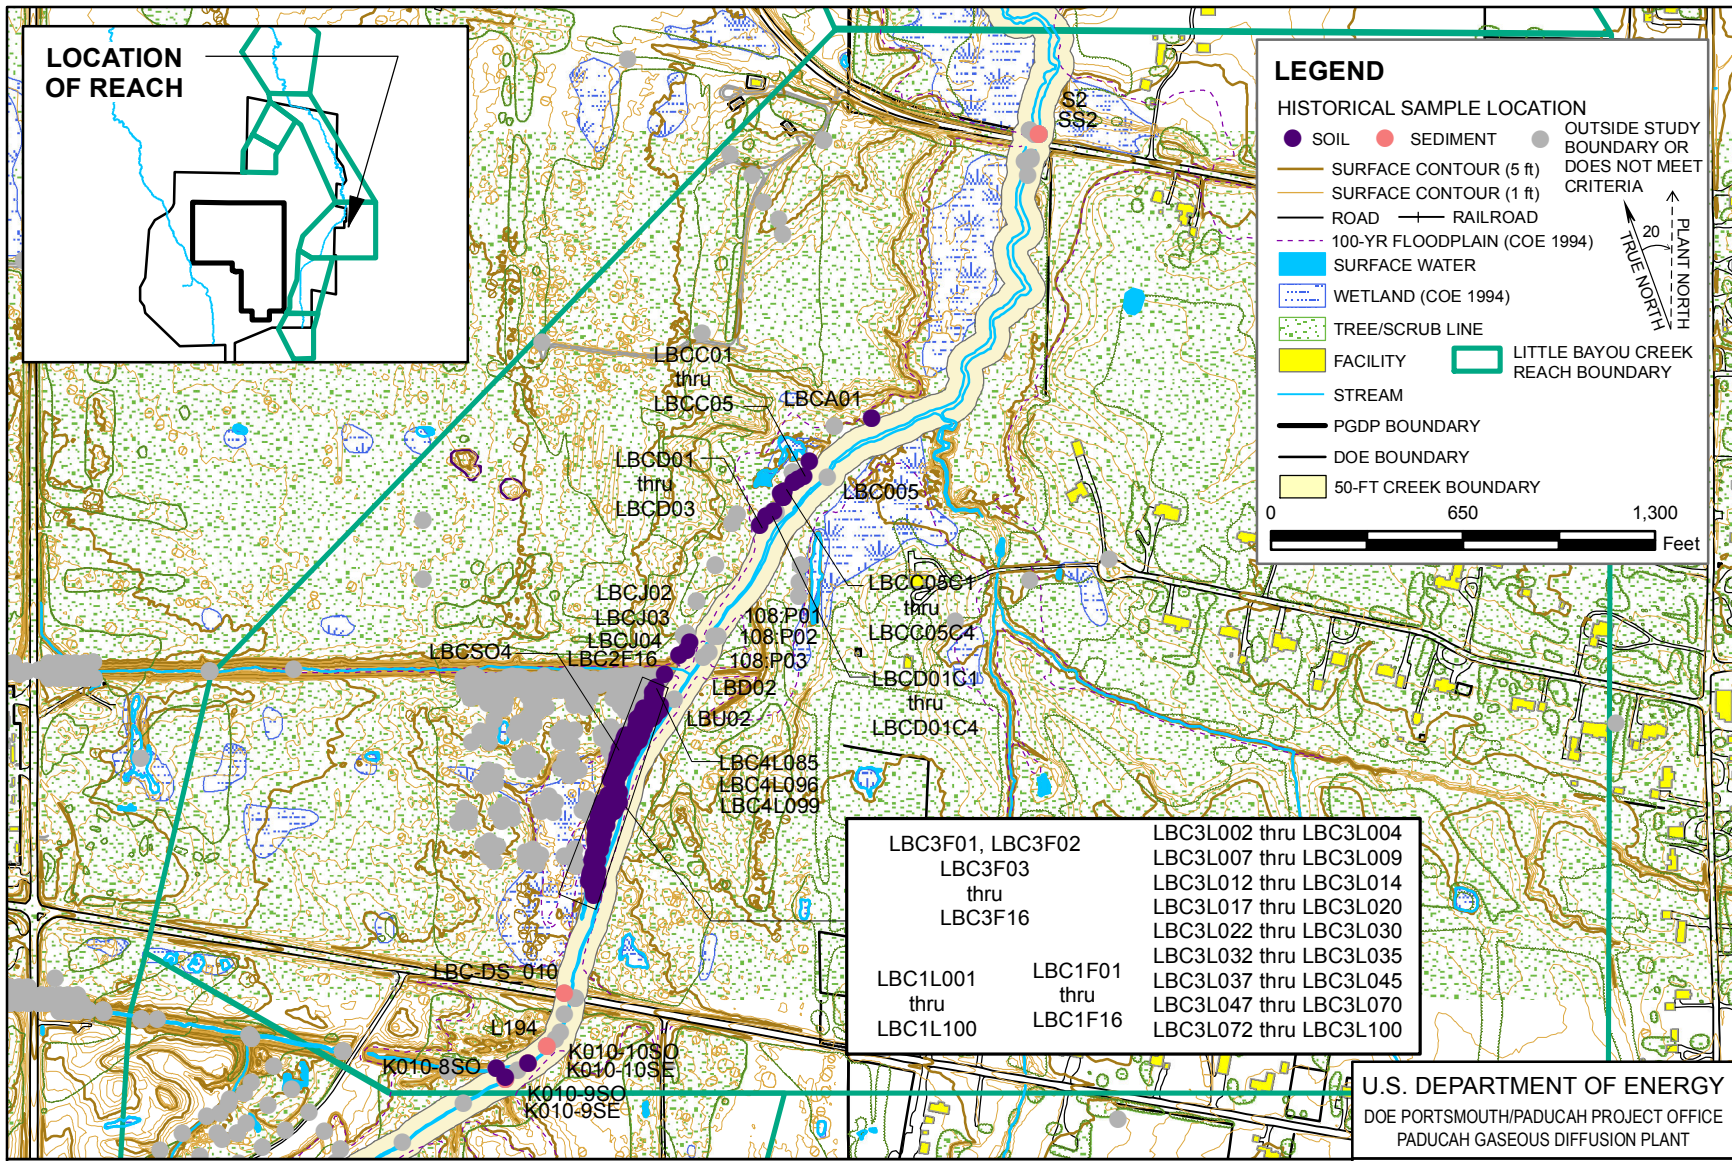 LOCATION
OF REACH
S2
SS2
LEGEND
HISTORICAL SAMPLE LOCATION
SOIL
SEDIMENT
OUTSIDE STUDY
BOUNDARY OR
DOES NOT MEET
CRITERIA
SURFACE CONTOUR (5 ft)
SURFACE CONTOUR (1 ft)
ROAD
RAILROAD
100-YR FLOODPLAIN (COE 1994)
SURFACE WATER
WETLAND (COE 1994)
TREE/SCRUB LINE
FACILITY
LITTLE BAYOU CREEK
REACH BOUNDARY
STREAM
PGDP BOUNDARY
DOE BOUNDARY
50-FT CREEK BOUNDARY
20
TRUE NORTH
PLANT NORTH
0 650 1,300
Feet
LBCC01
thru
LBCC05
LBCA01
LBCD01
thru
LBCD03
LBC005
LBCJ02
LBCJ03
LBCJ04
LBC2F16
LBCSO4
108:P01
108:P02
108:P03
LBCC05C1
thru
LBCC05C4
LBCD01C1
thru
LBCD01C4
LBD02
LBU02
LBC4L085
LBC4L096
LBC4L099
LBC3F01, LBC3F02
LBC3F03
thru
LBC3F16
LBC1L001
thru
LBC1L100
LBC1F01
thru
LBC1F16
LBC3L002 thru LBC3L004
LBC3L007 thru LBC3L009
LBC3L012 thru LBC3L014
LBC3L017 thru LBC3L020
LBC3L022 thru LBC3L030
LBC3L032 thru LBC3L035
LBC3L037 thru LBC3L045
LBC3L047 thru LBC3L070
LBC3L072 thru LBC3L100
LBC-DS_010
L194
K010-8SO
K010-10SO
K010-10SE
K010-9SO
K010-9SE
U.S. DEPARTMENT OF ENERGY
DOE PORTSMOUTH/PADUCAH PROJECT OFFICE
PADUCAH GASEOUS DIFFUSION PLANT